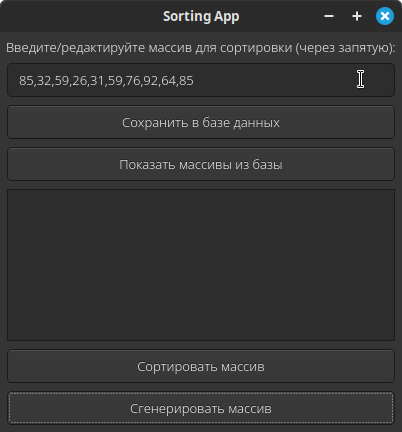 Sorting App
Введите/редактируйте массив для сортировки (через запятую):
85,32,59,26,31,59,76,92,64,85
Сохранить в базе данных
Показать массивы из базы
Сортировать массив
Сгенерировать массив